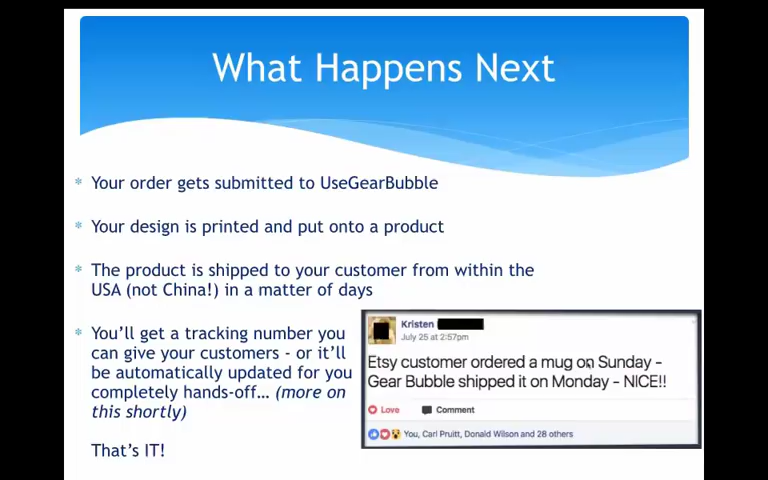 What Happens Next
* Your order gets submitted to UseGearBubble
* Your design is printed and put onto a product
* The product is shipped to your customer from within the
USA (not China!) in a matter of days
* You'll get a tracking number you
can give your customers - or it'll
be automatically updated for you
completely hands-off... (more on
this shortly)
That's IT!
Kristen
July 25 at 2:57pm
Etsy customer ordered a mug on Sunday -
Gear Bubble shipped it on Monday - NICE!!
Love Comment
You, Carl Pruitt, Donald Wilson and 28 others